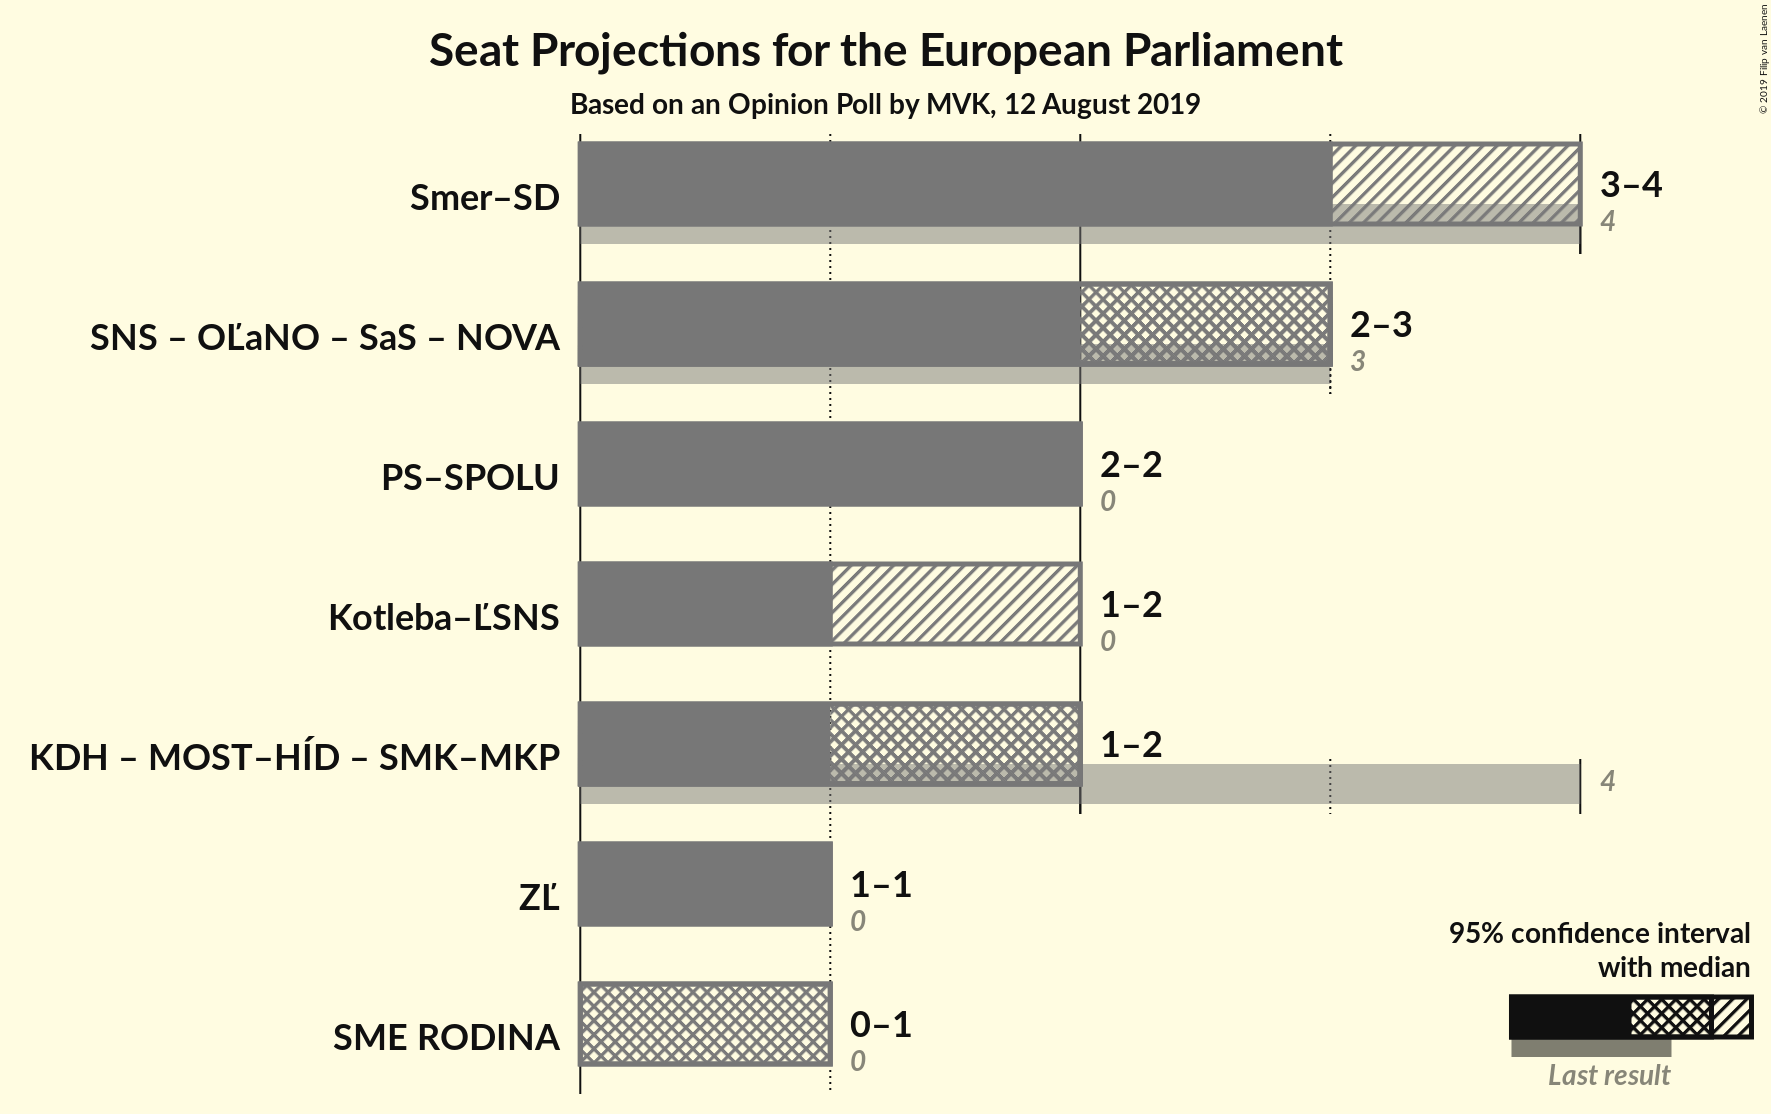 Seat Projections for the European Parliament
Based on an Opinion Poll by MVK, 12 August 2019
© 2019 Filip van Laenen
Smer–SD
3–4
4
SNS – OĽaNO – SaS – NOVA
2–3
3
PS–SPOLU
2–2
0
Kotleba–ĽSNS
1–2
0
KDH – MOST–HÍD – SMK–MKP
1–2
4
ZĽ
1–1
0
SME RODINA
0–1
0
95% confidence interval
with median
Last result